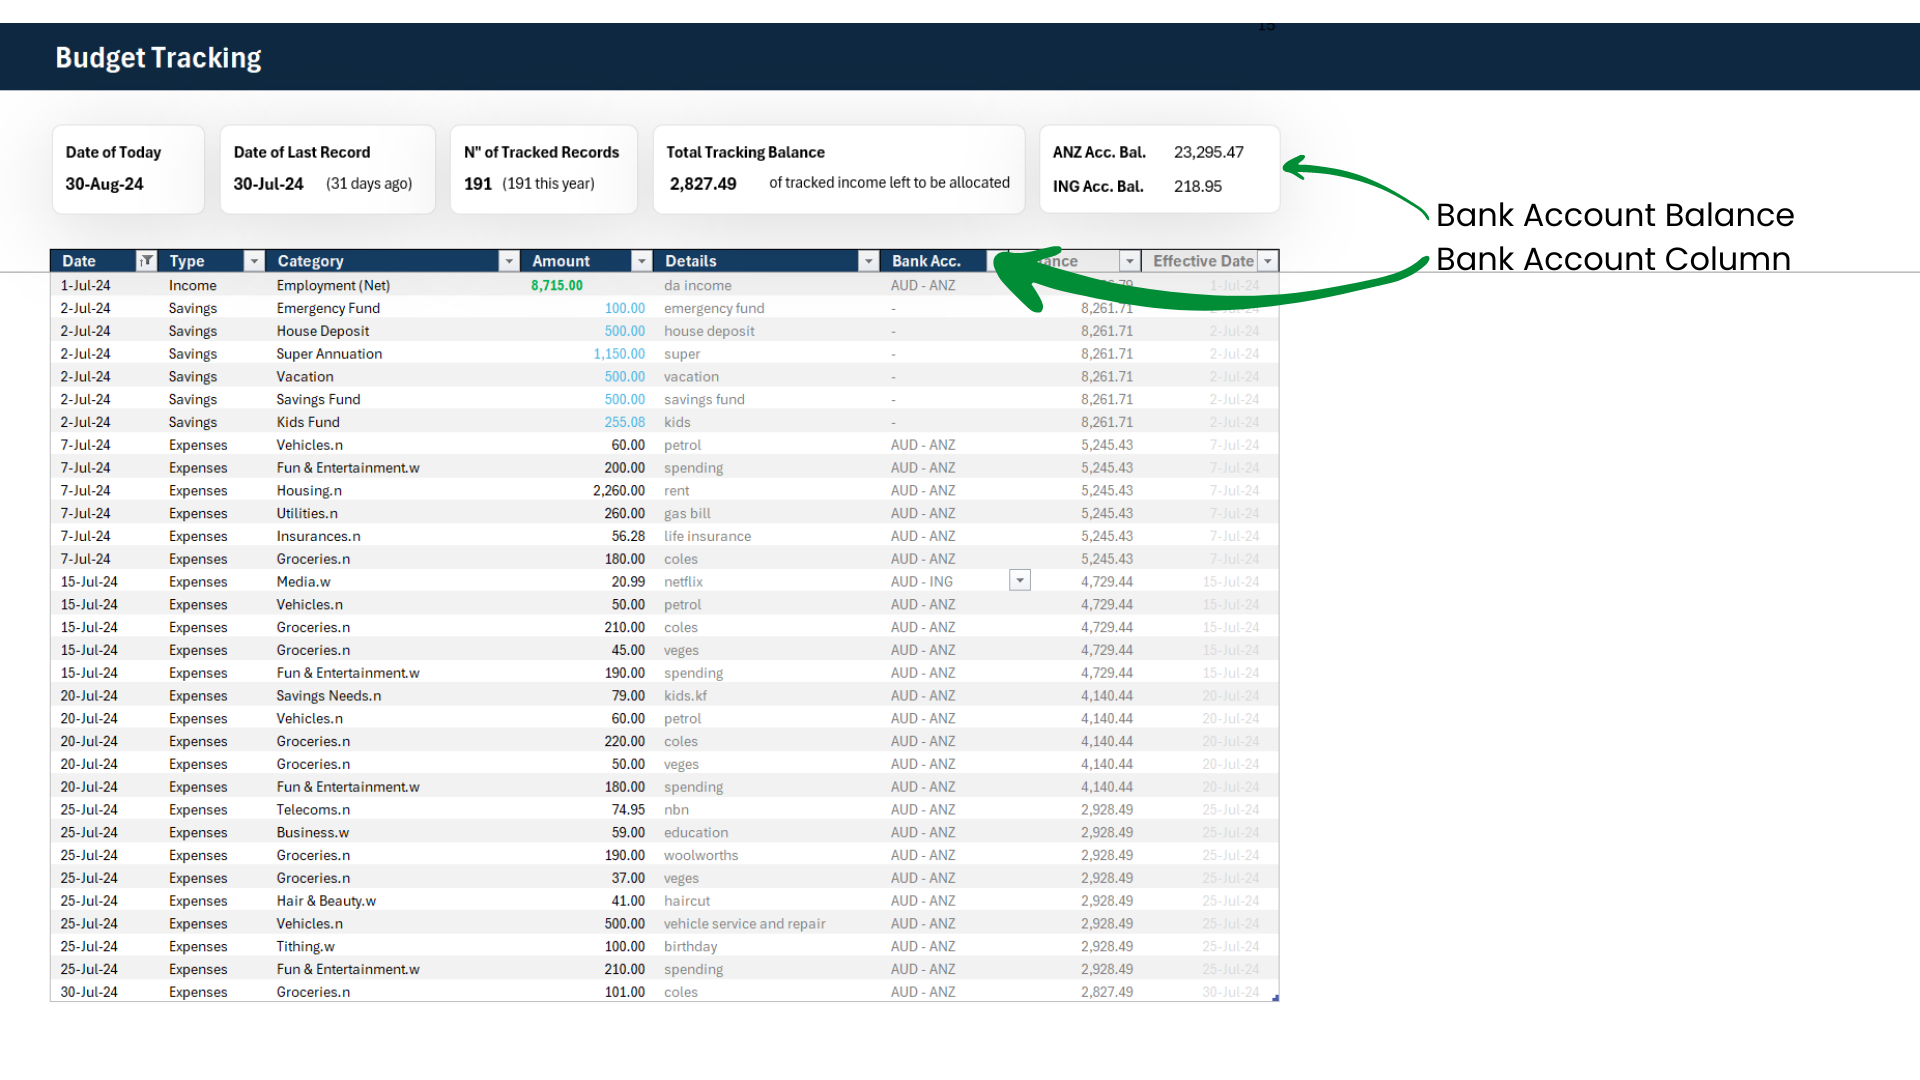 15
Budget Tracking
Date of Today
30-Aug-24
Date of Last Record
30-Jul-24 (31 days ago)
N" of Tracked Records
191 (191 this year)
Total Tracking Balance
2,827.49 of tracked income left to be allocated
ANZ Acc. Bal. 23,295.47
ING Acc. Bal. 218.95
Bank Account Balance
Bank Account Column
Date Type Category Amount Details Bank Acc. Effective Date
1-Jul-24 Income Employment (Net) 8,715.00 da income AUD - ANZ 1-Jul-24
2-Jul-24 Savings Emergency Fund 100.00 emergency fund - 8,261.71
2-Jul-24 Savings House Deposit 500.00 house deposit - 8,261.71 2-Jul-24
2-Jul-24 Savings Super Annuation 1,150.00 super - 8,261.71 2-Jul-24
2-Jul-24 Savings Vacation 500.00 vacation - 8,261.71 2-Jul-24
2-Jul-24 Savings Savings Fund 500.00 savings fund - 8,261.71 2-Jul-24
2-Jul-24 Savings Kids Fund 255.08 kids - 8,261.71 2-Jul-24
7-Jul-24 Expenses Vehicles.n 60.00 petrol AUD - ANZ 5,245.43 7-Jul-24
7-Jul-24 Expenses Fun & Entertainment.w 200.00 spending AUD - ANZ 5,245.43 7-Jul-24
7-Jul-24 Expenses Housing.n 2,260.00 rent AUD - ANZ 5,245.43 7-Jul-24
7-Jul-24 Expenses Utilities.n 260.00 gas bill AUD - ANZ 5,245.43 7-Jul-24
7-Jul-24 Expenses Insurances.n 56.28 life insurance AUD - ANZ 5,245.43 7-Jul-24
7-Jul-24 Expenses Groceries.n 180.00 coles AUD - ANZ 5,245.43 7-Jul-24
15-Jul-24 Expenses Media.w 20.99 netflix AUD - ING 4,729.44 15-Jul-24
15-Jul-24 Expenses Vehicles.n 50.00 petrol AUD - ANZ 4,729.44 15-Jul-24
15-Jul-24 Expenses Groceries.n 210.00 coles AUD - ANZ 4,729.44 15-Jul-24
15-Jul-24 Expenses Groceries.n 45.00 veges AUD - ANZ 4,729.44 15-Jul-24
15-Jul-24 Expenses Fun & Entertainment.w 190.00 spending AUD - ANZ 4,729.44 15-Jul-24
20-Jul-24 Expenses Savings Needs.n 79.00 kids.kf AUD - ANZ 4,140.44 20-Jul-24
20-Jul-24 Expenses Vehicles.n 60.00 petrol AUD - ANZ 4,140.44 20-Jul-24
20-Jul-24 Expenses Groceries.n 220.00 coles AUD - ANZ 4,140.44 20-Jul-24
20-Jul-24 Expenses Groceries.n 50.00 veges AUD - ANZ 4,140.44 20-Jul-24
20-Jul-24 Expenses Fun & Entertainment.w 180.00 spending AUD - ANZ 4,140.44 20-Jul-24
25-Jul-24 Expenses Telecoms.n 74.95 nbn AUD - ANZ 2,928.49 25-Jul-24
25-Jul-24 Expenses Business.w 59.00 education AUD - ANZ 2,928.49 25-Jul-24
25-Jul-24 Expenses Groceries.n 190.00 woolworths AUD - ANZ 2,928.49 25-Jul-24
25-Jul-24 Expenses Groceries.n 37.00 veges AUD - ANZ 2,928.49 25-Jul-24
25-Jul-24 Expenses Hair & Beauty.w 41.00 haircut AUD - ANZ 2,928.49 25-Jul-24
25-Jul-24 Expenses Vehicles.n 500.00 vehicle service and repair AUD - ANZ 2,928.49 25-Jul-24
25-Jul-24 Expenses Tithing.w 100.00 birthday AUD - ANZ 2,928.49 25-Jul-24
25-Jul-24 Expenses Fun & Entertainment.w 210.00 spending AUD - ANZ 2,928.49 25-Jul-24
30-Jul-24 Expenses Groceries.n 101.00 coles AUD - ANZ 2,827.49 30-Jul-24